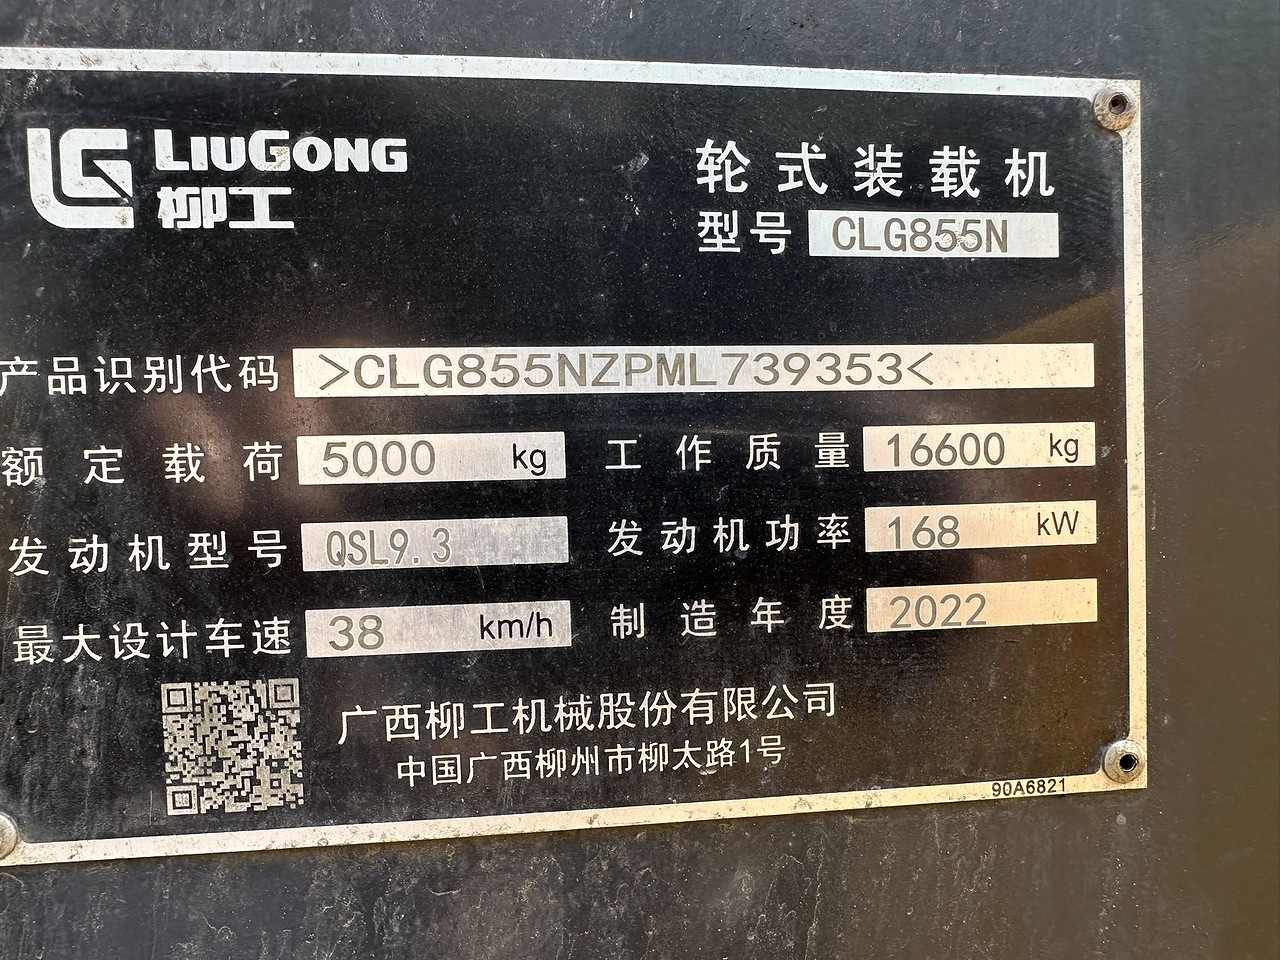 LG LIUGONG
柳工
轮式装载机
型号 CLG855N
产品识别代码 >CLG855NZPML739353<
额定载荷 5000 kg 工作质量 16600 kg
发动机型号 QSL9.3 发动机功率 168 kW
最大设计车速 38 km/h 制造年度 2022
广西柳工机械股份有限公司
中国广西柳州市柳太路1号
90A6821